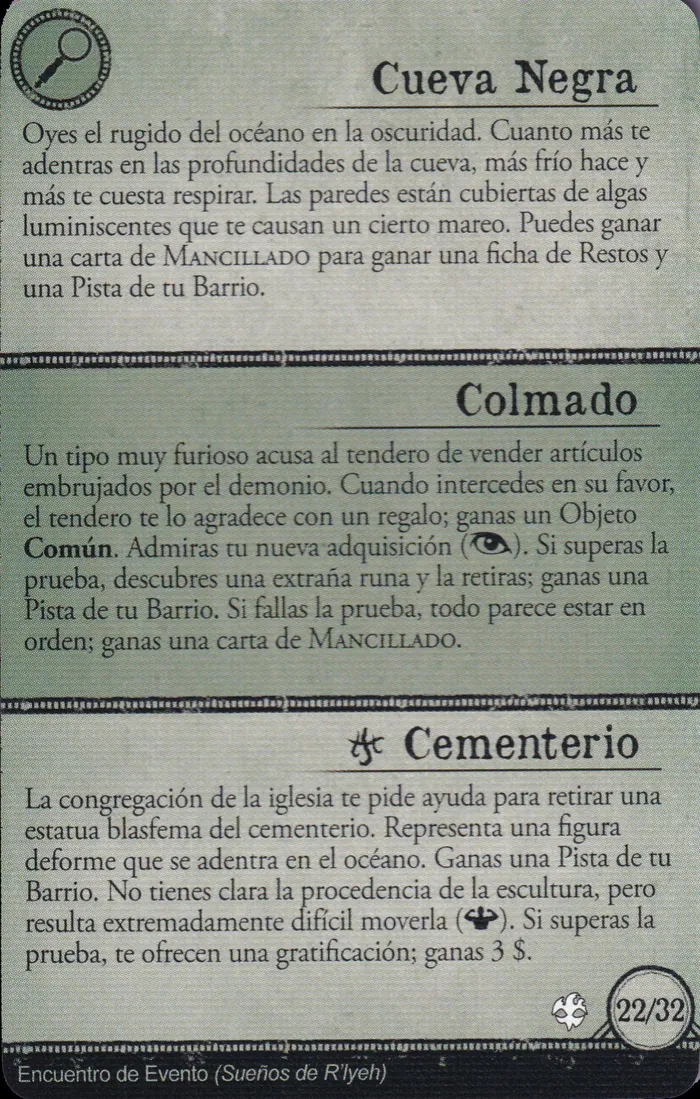 Cueva Negra
Oyes el rugido del océano en la oscuridad. Cuanto más te
adentras en las profundidades de la cueva, más frío hace y
más te cuesta respirar. Las paredes están cubiertas de algas
luminiscentes que te causan un cierto mareo. Puedes ganar
una carta de MANCILLADO para ganar una ficha de Restos y
una Pista de tu Barrio.
Colmado
Un tipo muy furioso acusa al tendero de vender artículos
embrujados por el demonio. Cuando intercedes en su favor,
el tendero te lo agradece con un regalo; ganas un Objeto
Común. Admiras tu nueva adquisición (). Si superas la
prueba, descubres una extraña runa y la retiras; ganas una
Pista de tu Barrio. Si fallas la prueba, todo parece estar en
orden; ganas una carta de MANCILLADO.
Cementerio
La congregación de la iglesia te pide ayuda para retirar una
estatua blasfema del cementerio. Representa una figura
deforme que se adentra en el océano. Ganas una Pista de tu
Barrio. No tienes clara la procedencia de la escultura, pero
resulta extremadamente difícil moverla (). Si superas la
prueba, te ofrecen una gratificación; ganas 3 $.
22/32
Encuentro de Evento (Sueños de R'lyeh)